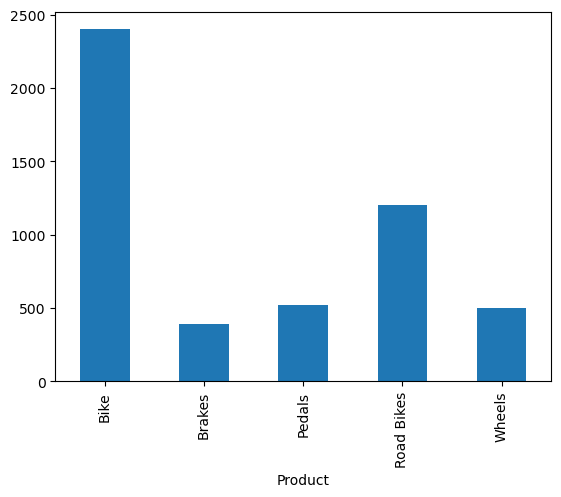 2500
2000
1500
1000
500
0
Bike
Brakes
Pedals
Road Bikes
Wheels
Product